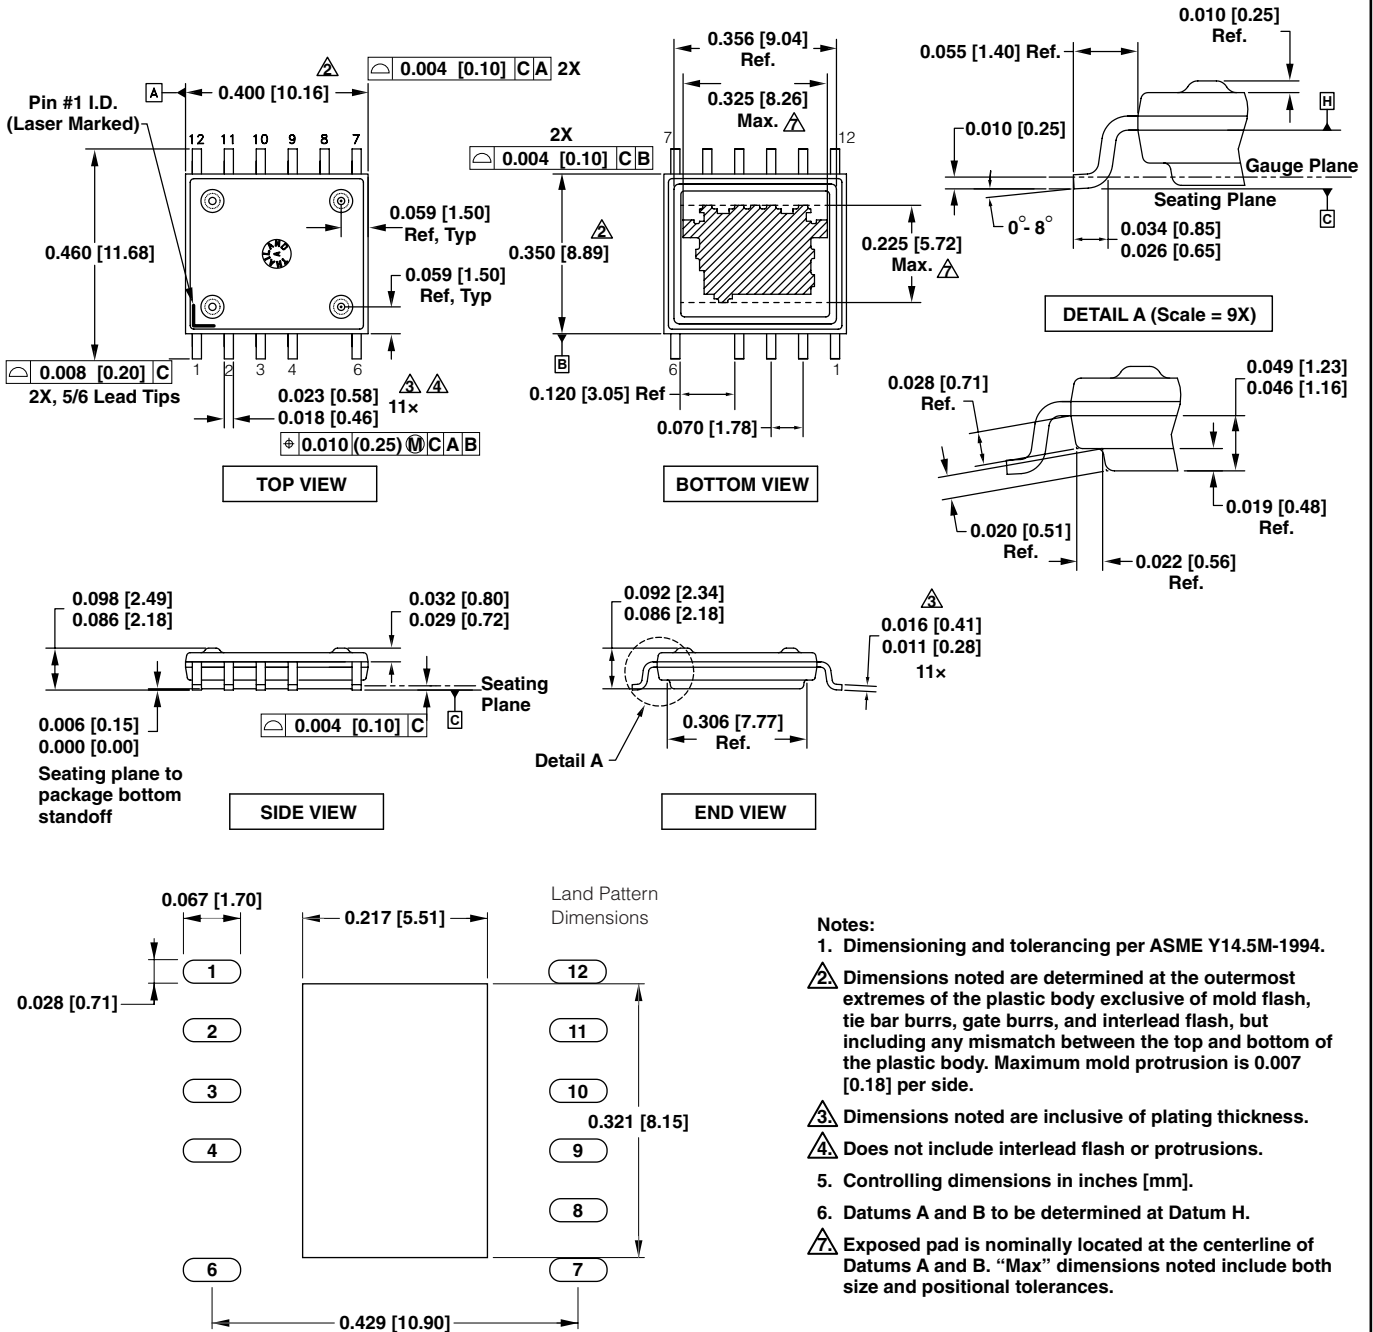 0.010 [0.25]
Ref.
0.055 [1.40] Ref.
H
0.010 [0.25]
Gauge Plane
Seating Plane
C
0°- 8°
0.034 [0.85]
0.026 [0.65]
DETAIL A (Scale = 9X)
2
0.004 [0.10] C A 2X
A
0.400 [10.16]
Pin #1 I.D.
(Laser Marked)
12 11 10 9 8 7
0.059 [1.50]
Ref, Typ
0.460 [11.68]
0.059 [1.50]
Ref, Typ
0.008 [0.20] C
2X, 5/6 Lead Tips
1 2 3 4 6
0.023 [0.58]
0.018 [0.46]
3 4
11×
0.010 (0.25) M C A B
TOP VIEW
0.356 [9.04]
Ref.
0.325 [8.26]
Max. 7
2X
0.004 [0.10] C B
7 12
2
0.350 [8.89]
0.225 [5.72]
Max. 7
B
6 1
0.120 [3.05] Ref
0.070 [1.78]
BOTTOM VIEW
0.028 [0.71]
Ref.
0.049 [1.23]
0.046 [1.16]
0.019 [0.48]
Ref.
0.020 [0.51]
Ref.
0.022 [0.56]
Ref.
0.098 [2.49]
0.086 [2.18]
0.032 [0.80]
0.029 [0.72]
Seating
Plane
C
0.004 [0.10] C
0.006 [0.15]
0.000 [0.00]
Seating plane to
package bottom
standoff
SIDE VIEW
0.092 [2.34]
0.086 [2.18]
3
0.016 [0.41]
0.011 [0.28]
11×
0.306 [7.77]
Ref.
Detail A
END VIEW
Land Pattern
Dimensions
0.067 [1.70]
0.217 [5.51]
0.028 [0.71]
1 12
2 11
3 10
0.321 [8.15]
4 9
8
6 7
0.429 [10.90]
Notes:
1. Dimensioning and tolerancing per ASME Y14.5M-1994.
2. Dimensions noted are determined at the outermost
extremes of the plastic body exclusive of mold flash,
tie bar burrs, gate burrs, and interlead flash, but
including any mismatch between the top and bottom of
the plastic body. Maximum mold protrusion is 0.007
[0.18] per side.
3. Dimensions noted are inclusive of plating thickness.
4. Does not include interlead flash or protrusions.
5. Controlling dimensions in inches [mm].
6. Datums A and B to be determined at Datum H.
7. Exposed pad is nominally located at the centerline of
Datums A and B. “Max” dimensions noted include both
size and positional tolerances.